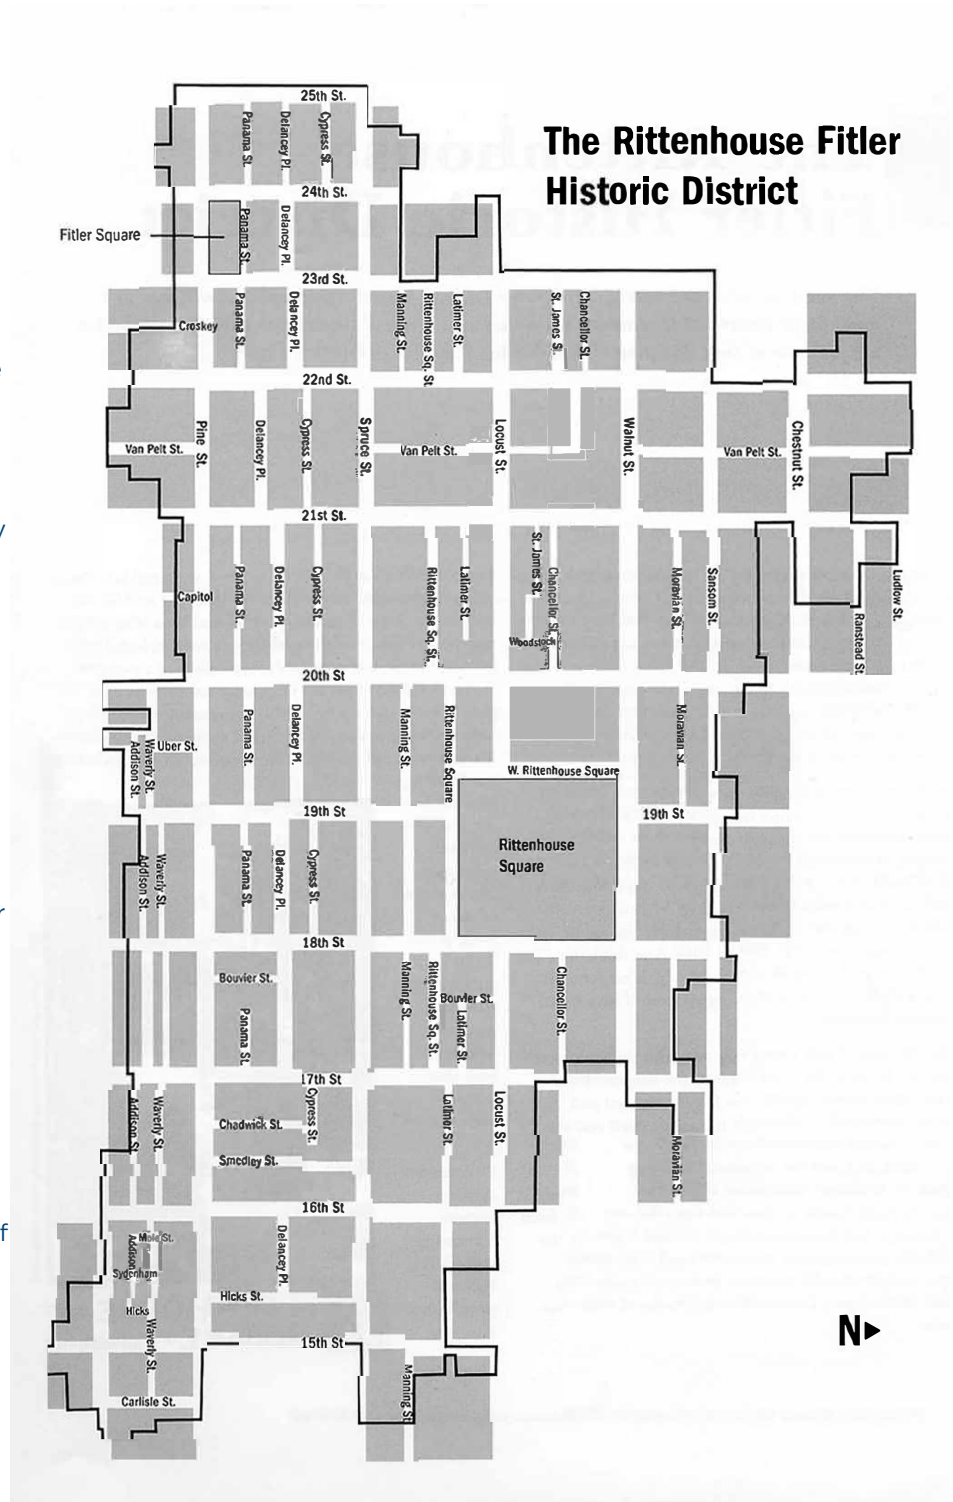 The Rittenhouse Fitler
Historic District
25th St.
Panama St.
Delancey Pl.
Cypress St.
24th St.
Fitler Square
Panama St.
Delancey Pl.
23rd St.
Croskey
Panama St.
Delancey Pl.
Manning St.
Rittenhouse Sq. St.
Latimer St.
St. James St.
Chancellor St.
22nd St.
Van Pelt St.
Pine St.
Delancey Pl.
Cypress St.
Spruce St.
Van Pelt St.
Locust St.
Walnut St.
Van Pelt St.
Chestnut St.
21st St.
Capitol
Panama St.
Delancey Pl.
Cypress St.
Rittenhouse Sq. St.
Latimer St.
St. James St.
Chancellor St.
Woodstock
Moravian St.
Sansom St.
Ranstead St.
Ludlow St.
20th St
Addison St.
Waverly St.
Uber St.
Panama St.
Delancey Pl.
Manning St.
Rittenhouse Square
Moravian St.
W. Rittenhouse Square
19th St
19th St
Rittenhouse
Square
Addison St.
Waverly St.
Panama St.
Delancey Pl.
Cypress St.
18th St
Bouvier St.
Panama St.
Manning St.
Rittenhouse Sq. St.
Bouvier St.
Latimer St.
Chancellor St.
17th St
Addison St.
Waverly St.
Chadwick St.
Cypress St.
Smedley St.
Latimer St.
Locust St.
Moravian St.
16th St
Mole St.
Addison
Sydenham
Hicks
Waverly St.
Delancey Pl.
Hicks St.
15th St
Manning St.
Carlisle St.
N